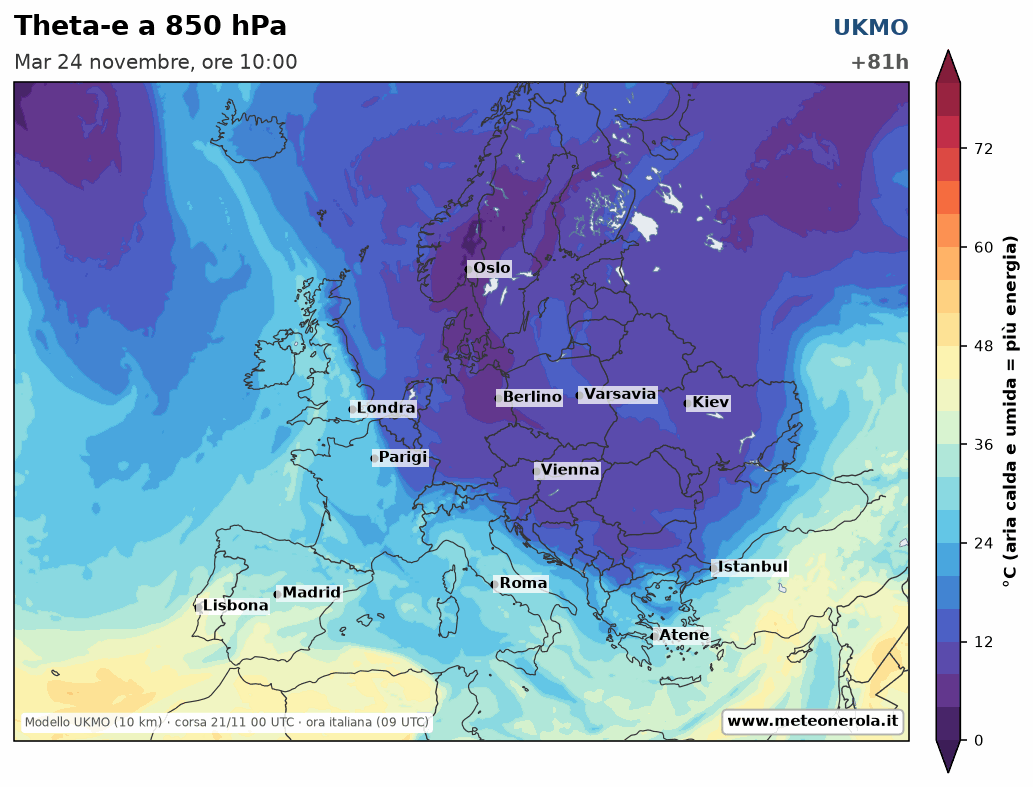 Theta-e a 850 hPa
UKMO
Mar 24 novembre, ore 10:00
+81h
72
60
48
36
24
12
0
°C (aria calda e umida = più energia)
Oslo
Berlino
Varsavia
Kiev
Londra
Parigi
Vienna
Istanbul
Roma
Madrid
Lisbona
Atene
Modello UKMO (10 km) · corsa 21/11 00 UTC · ora italiana (09 UTC)
www.meteonerola.it